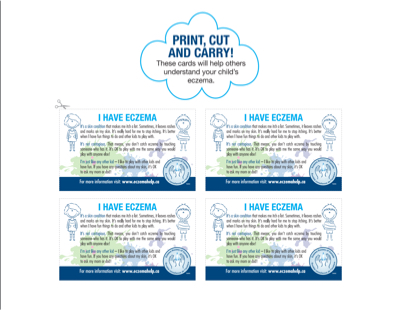 PRINT, CUT
AND CARRY!
These cards will help others
understand your child's
eczema.
I HAVE ECZEMA
It's a skin condition that makes me itch a lot. Sometimes, it leaves rashes
and marks on my skin. It's really hard for me to stop itching. It's better
when I have fun things to do and other kids to play with.
It's not contagious. That means, you don't catch eczema by touching
someone who has it. It's OK to play with me the same way you would
play with anyone else!
I'm just like any other kid – I like to play with other kids and
have fun. If you have any questions about my skin, it's OK
to ask my mom or dad!
For more information visit: www.eczemahelp.ca
I HAVE ECZEMA
It's a skin condition that makes me itch a lot. Sometimes, it leaves rashes
and marks on my skin. It's really hard for me to stop itching. It's better
when I have fun things to do and other kids to play with.
It's not contagious. That means, you don't catch eczema by touching
someone who has it. It's OK to play with me the same way you would
play with anyone else!
I'm just like any other kid – I like to play with other kids and
have fun. If you have any questions about my skin, it's OK
to ask my mom or dad!
For more information visit: www.eczemahelp.ca
I HAVE ECZEMA
It's a skin condition that makes me itch a lot. Sometimes, it leaves rashes
and marks on my skin. It's really hard for me to stop itching. It's better
when I have fun things to do and other kids to play with.
It's not contagious. That means, you don't catch eczema by touching
someone who has it. It's OK to play with me the same way you would
play with anyone else!
I'm just like any other kid – I like to play with other kids and
have fun. If you have any questions about my skin, it's OK
to ask my mom or dad!
For more information visit: www.eczemahelp.ca
I HAVE ECZEMA
It's a skin condition that makes me itch a lot. Sometimes, it leaves rashes
and marks on my skin. It's really hard for me to stop itching. It's better
when I have fun things to do and other kids to play with.
It's not contagious. That means, you don't catch eczema by touching
someone who has it. It's OK to play with me the same way you would
play with anyone else!
I'm just like any other kid – I like to play with other kids and
have fun. If you have any questions about my skin, it's OK
to ask my mom or dad!
For more information visit: www.eczemahelp.ca